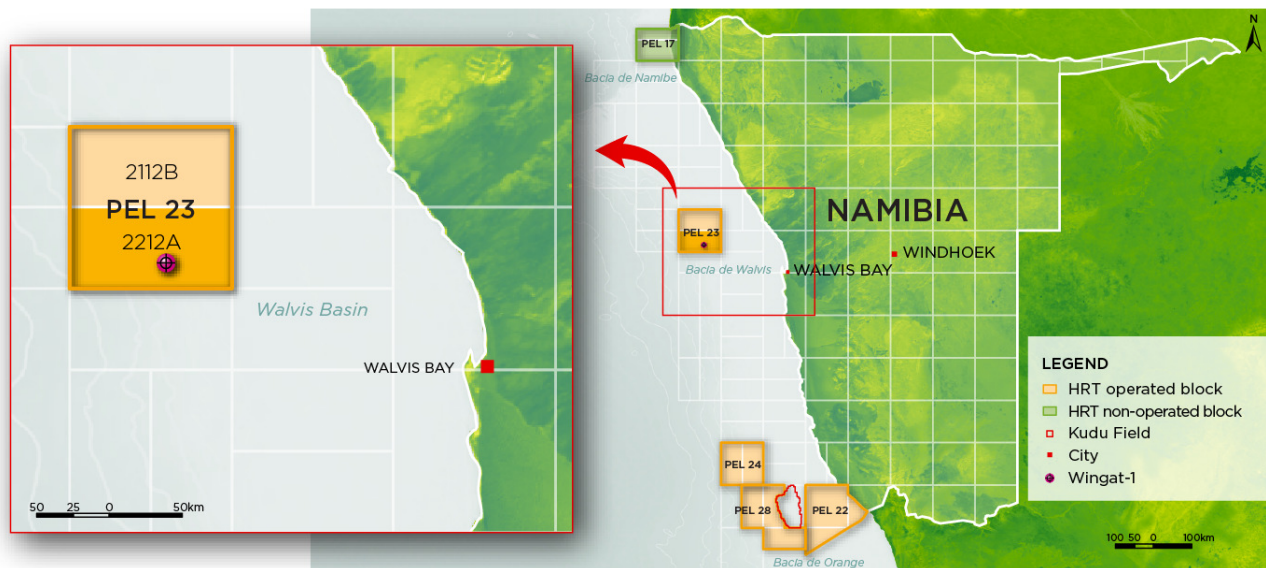 2112B
PEL 23
2212A
Walvis Basin
WALVIS BAY
50 25 0 50km
N
PEL 17
Bacia de Namibe
NAMIBIA
PEL 23
WINDHOEK
Bacia de Walvis
WALVIS BAY
PEL 24
PEL 28
PEL 22
Bacia de Orange
LEGEND
HRT operated block
HRT non-operated block
Kudu Field
City
Wingat-1
100 50 0 100km